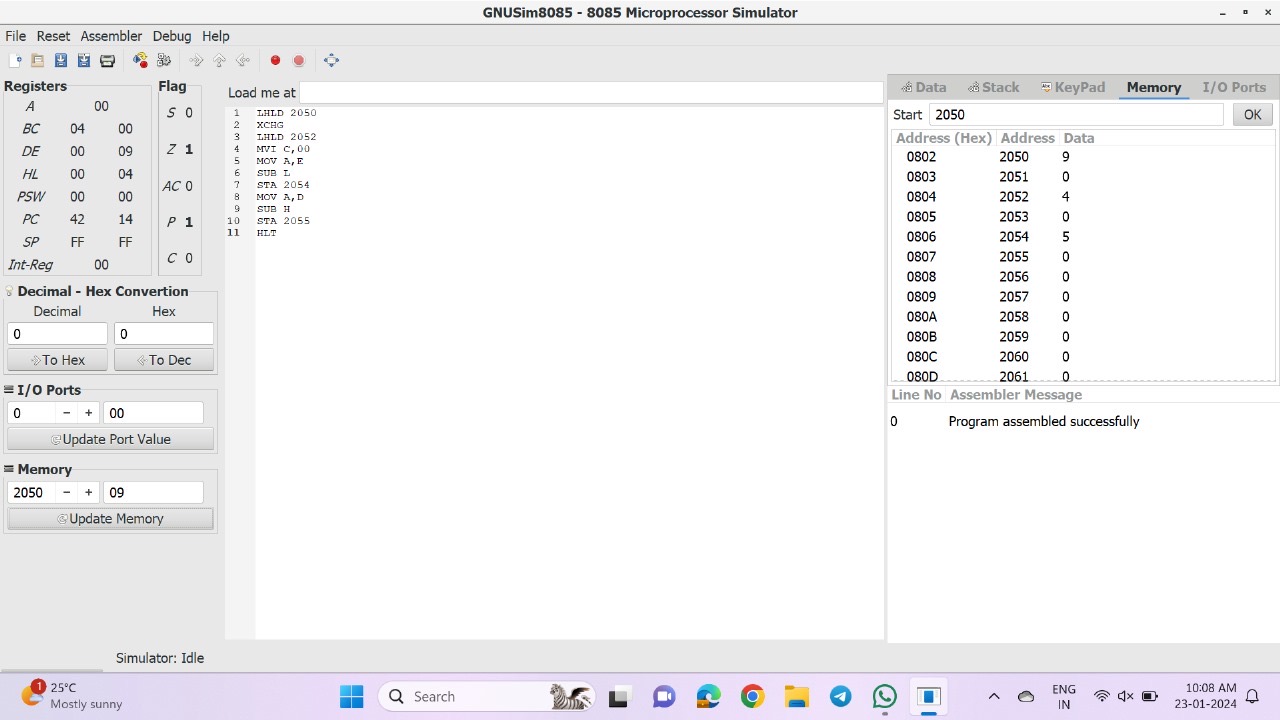 GNUSim8085 - 8085 Microprocessor Simulator
File Reset Assembler Debug Help
Registers
A 00
BC 04 00
DE 00 09
HL 00 04
PSW 00 00
PC 42 14
SP FF FF
Int-Reg 00
Flag
S 0
Z 1
AC 0
P 1
C 0
Decimal - Hex Convertion
Decimal Hex
0 0
To Hex To Dec
I/O Ports
0 − + 00
Update Port Value
Memory
2050 − + 09
Update Memory
Load me at
1 LHLD 2050
2 XCHG
3 LHLD 2052
4 MVI C,00
5 MOV A,E
6 SUB L
7 STA 2054
8 MOV A,D
9 SUB H
10 STA 2055
11 HLT
Data Stack KeyPad Memory I/O Ports
Start 2050 OK
Address (Hex) Address Data
0802 2050 9
0803 2051 0
0804 2052 4
0805 2053 0
0806 2054 5
0807 2055 0
0808 2056 0
0809 2057 0
080A 2058 0
080B 2059 0
080C 2060 0
080D 2061 0
Line No Assembler Message
0 Program assembled successfully
Simulator: Idle
1
25°C
Mostly sunny
Search
ENG
IN
10:08 AM
23-01-2024